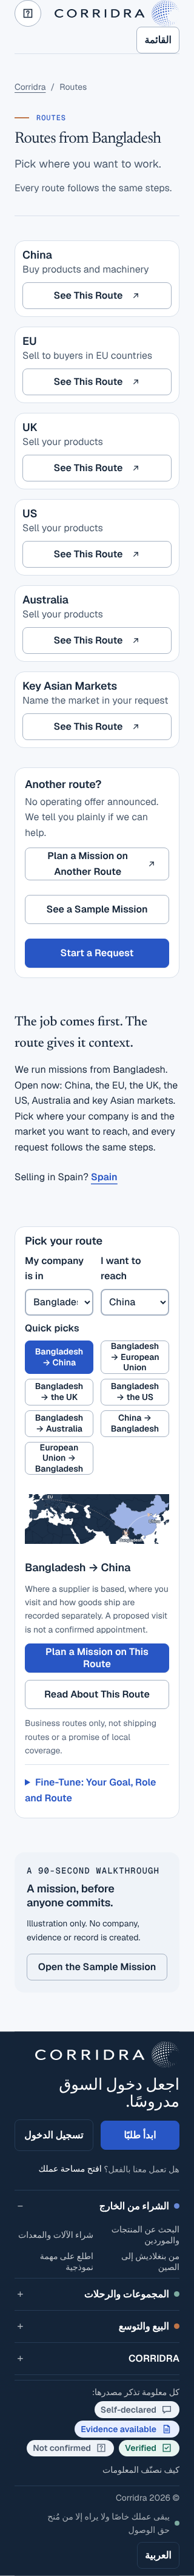 CORRIDRA
القائمة
Corridra / Routes
ROUTES
Routes from Bangladesh
Pick where you want to work.
Every route follows the same steps.
China
Buy products and machinery
See This Route ↗
EU
Sell to buyers in EU countries
See This Route ↗
UK
Sell your products
See This Route ↗
US
Sell your products
See This Route ↗
Australia
Sell your products
See This Route ↗
Key Asian Markets
Name the market in your request
See This Route ↗
Another route?
No operating offer announced.
We tell you plainly if we can
help.
Plan a Mission on
Another Route ↗
See a Sample Mission
Start a Request
The job comes first. The
route gives it context.
We run missions from Bangladesh.
Open now: China, the EU, the UK, the
US, Australia and key Asian markets.
Pick where your company is and the
market you want to reach, and every
request follows the same steps.
Selling in Spain? Spain
Pick your route
My company
is in
I want to
reach
China
Quick picks
Bangladesh
→ China
Bangladesh
→ European
Union
Bangladesh
→ the UK
Bangladesh
→ the US
Bangladesh
→ Australia
China →
Bangladesh
European
Union →
Bangladesh
EU
Bangladesh → China
Where a supplier is based, where you
visit and how goods ship are
recorded separately. A proposed visit
is not a confirmed appointment.
Plan a Mission on This
Route
Read About This Route
Business routes only, not shipping
routes or a promise of local
coverage.
▶ Fine-Tune: Your Goal, Role
and Route
A 90-SECOND WALKTHROUGH
A mission, before
anyone commits.
Illustration only. No company,
evidence or record is created.
Open the Sample Mission
CORRIDRA
اجعل دخول السوق
مدروسًا.
ابدأ طلبًا
تسجيل الدخول
هل تعمل معنا بالفعل؟ افتح مساحة عملك
الشراء من الخارج −
البحث عن المنتجات
والموردين
شراء الآلات والمعدات
من بنغلاديش إلى
الصين
اطلع على مهمة
نموذجية
المجموعات والرحلات +
البيع والتوسع +
CORRIDRA +
كل معلومة تذكر مصدرها:
Self-declared
Evidence available
Verified
Not confirmed
كيف نصنّف المعلومات
© 2026 Corridra
يبقى عملك خاصًا ولا يراه إلا من مُنح
حق الوصول
العربية